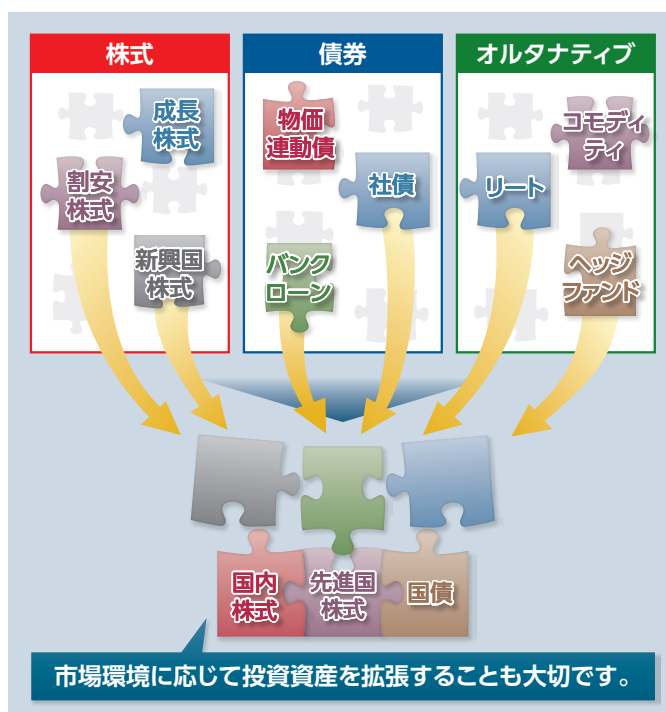 株式
成長
株式
割安
株式
新興国
株式
債券
物価
連動債
社債
バンク
ローン
オルタナティブ
コモディ
ティ
リート
ヘッジ
ファンド
国内
株式
先進国
株式
国債
市場環境に応じて投資資産を拡張することも大切です。